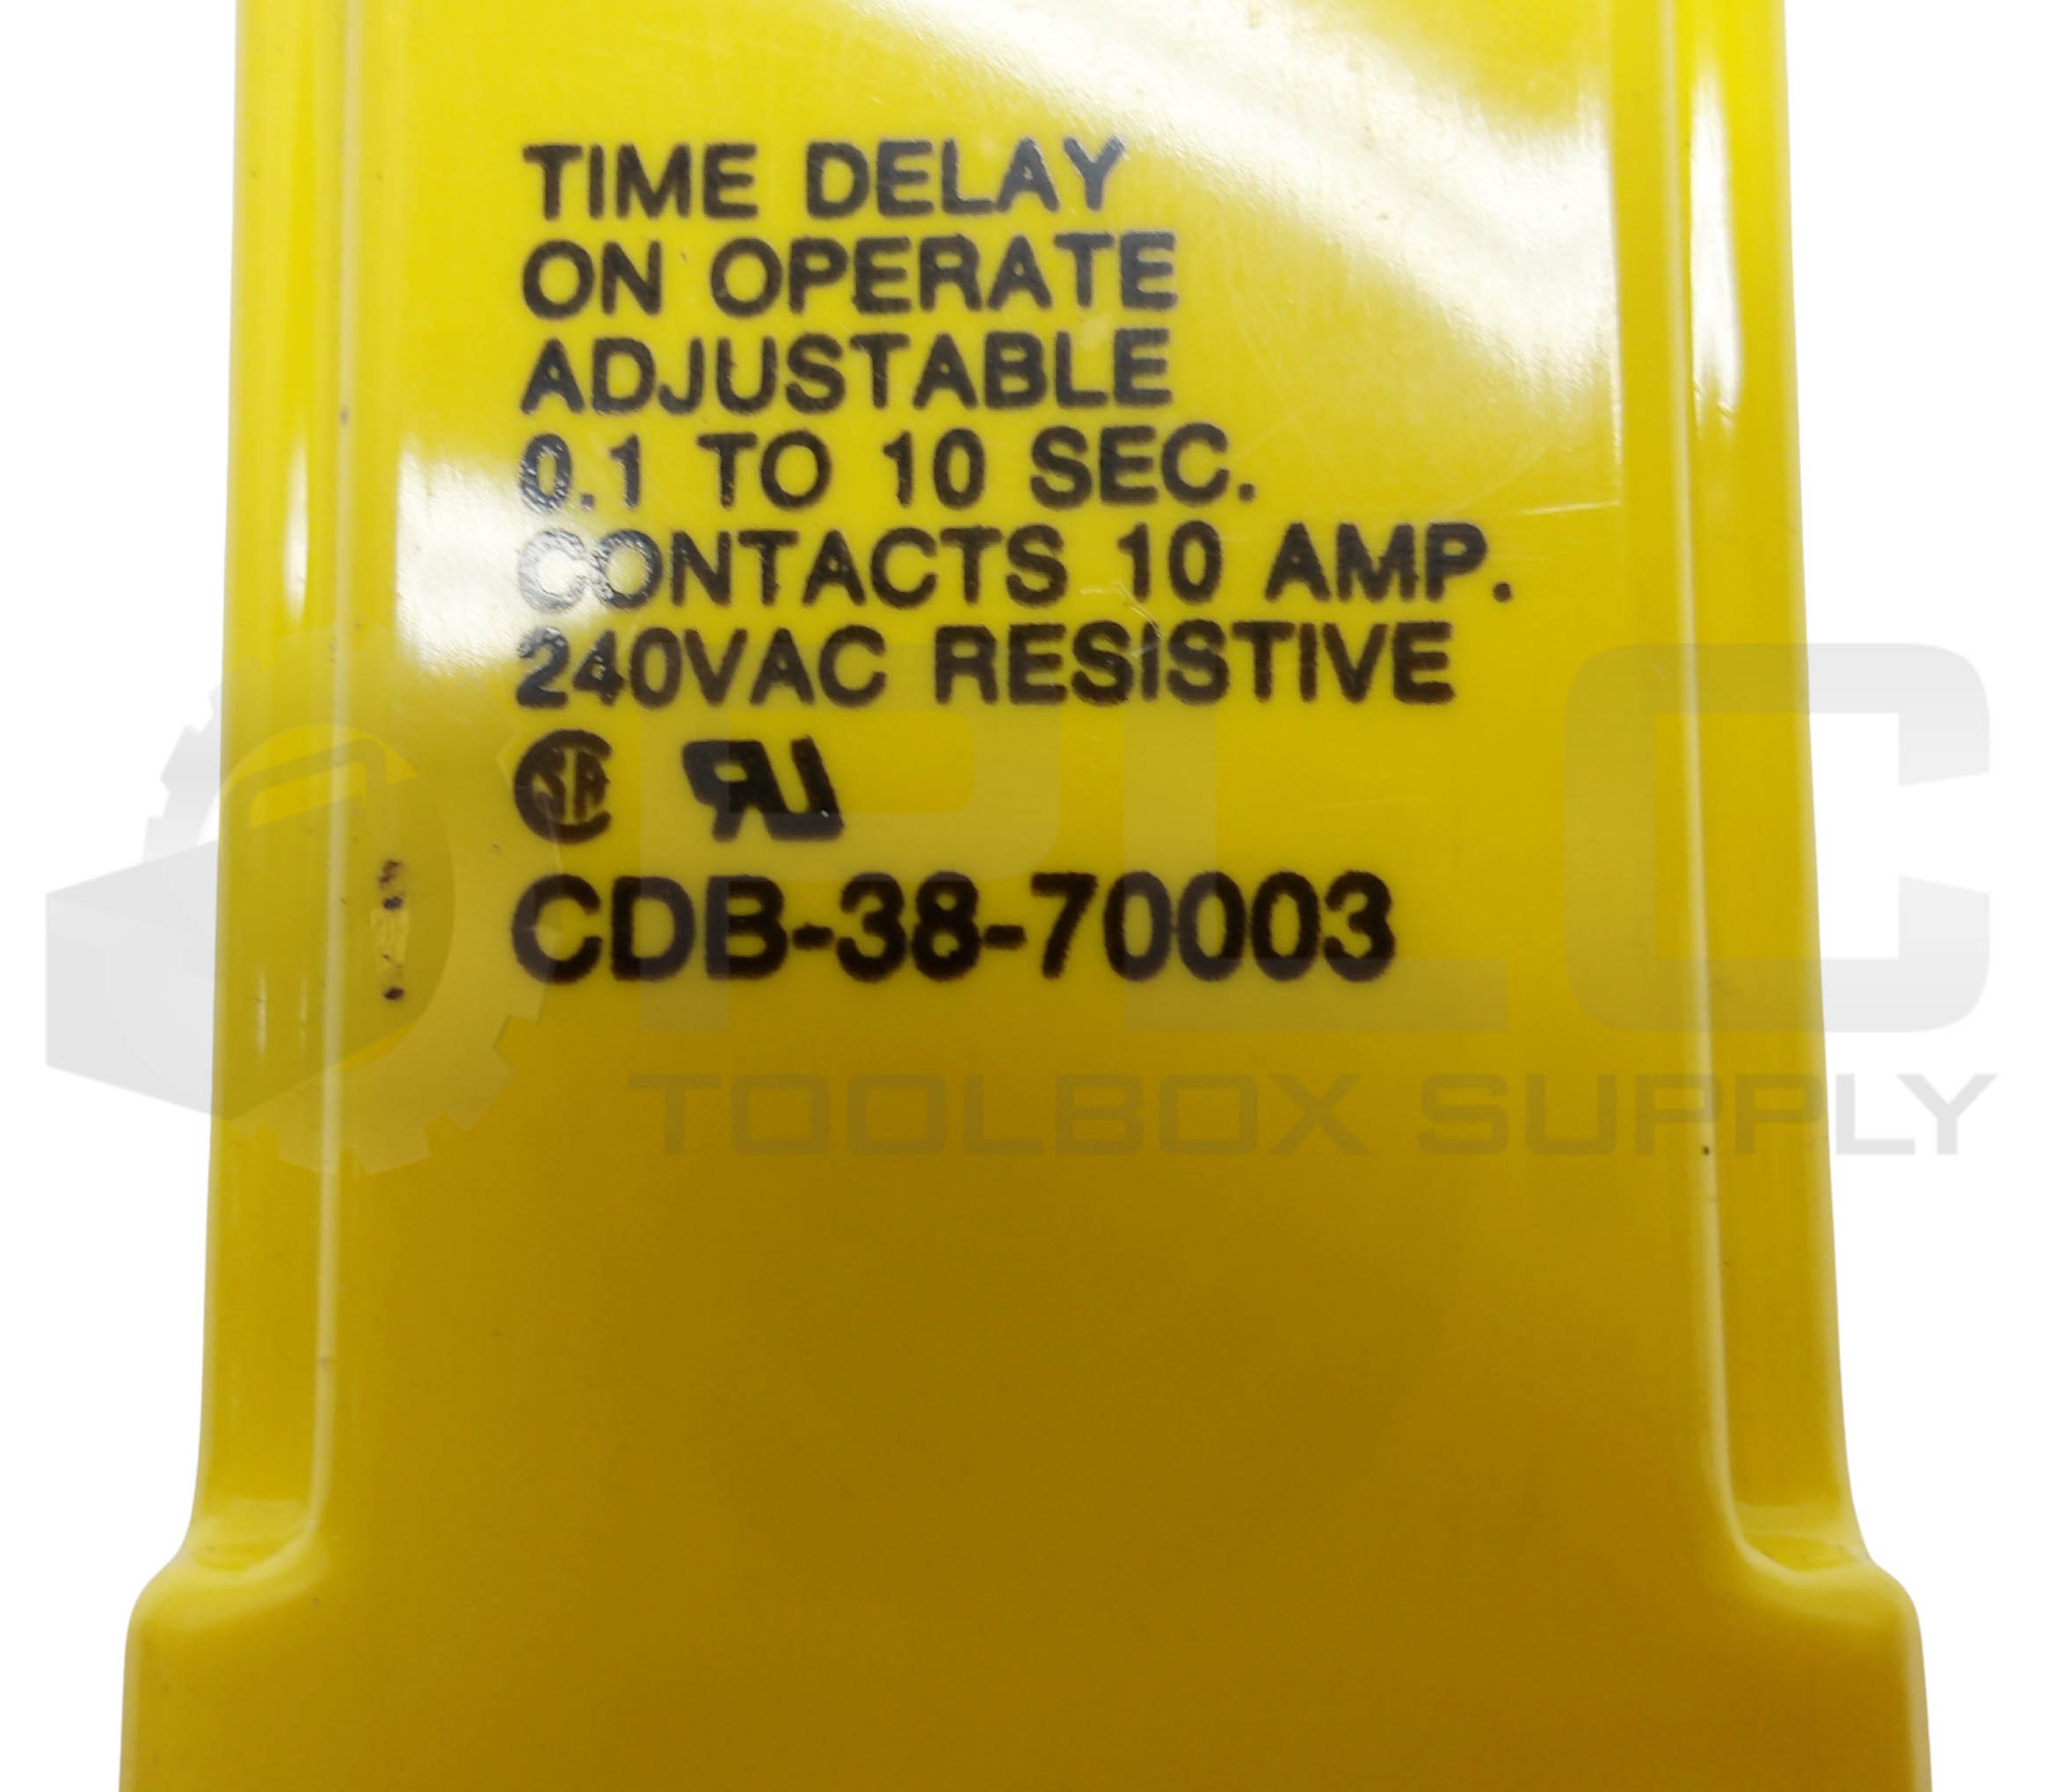 TIME DELAY
ON OPERATE
ADJUSTABLE
0.1 TO 10 SEC.
CONTACTS 10 AMP.
240VAC RESISTIVE
CDB-38-70003
PLC
TOOLBOX SUPPLY